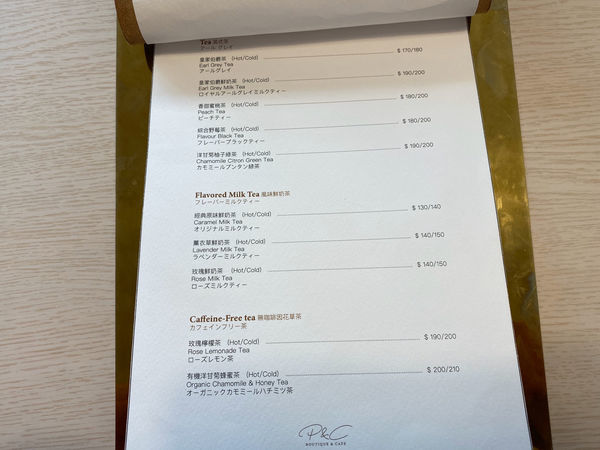 Tea 英式茶
アール グレイ
皇家伯爵茶 (Hot/Cold) $ 170/180
Earl Grey Tea
アールグレイ
皇家伯爵鮮奶茶 (Hot/Cold) $ 190/200
Earl Grey Milk Tea
ロイヤルアールグレイミルクティー
香甜蜜桃茶 (Hot/Cold) $ 180/200
Peach Tea
ピーチティー
綜合野莓茶 (Hot/Cold) $ 180/200
Flavour Black Tea
フレーバーブラックティー
洋甘菊柚子綠茶 (Hot/Cold) $ 190/200
Chamomile Citron Green Tea
カモミールブンタン緑茶
Flavored Milk Tea 風味鮮奶茶
フレーバーミルクティー
經典原味鮮奶茶 (Hot/Cold) $ 130/140
Caramel Milk Tea
オリジナルミルクティー
薰衣草鮮奶茶 (Hot/Cold) $ 140/150
Lavender Milk Tea
ラベンダーミルクティー
玫瑰鮮奶茶 (Hot/Cold) $ 140/150
Rose Milk Tea
ローズミルクティー
Caffeine-Free tea 無咖啡因花草茶
カフェインフリー茶
玫瑰檸檬茶 (Hot/Cold) $ 190/200
Rose Lemonade Tea
ローズレモン茶
有機洋甘菊蜂蜜茶 (Hot/Cold) $ 200/210
Organic Chamomile & Honey Tea
オーガニックカモミールハチミツ茶
P&C
BOUTIQUE & CAFE